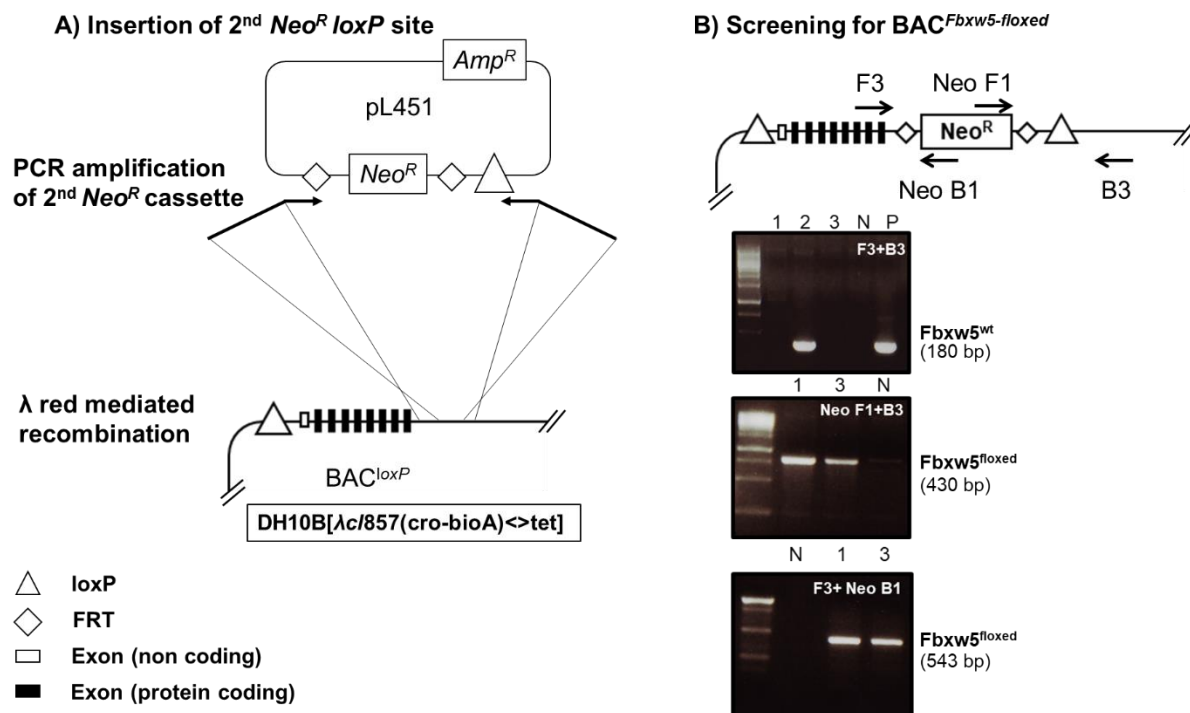 A) Insertion of 2nd NeoR loxP site
AmpR
pL451
NeoR
PCR amplification
of 2nd NeoR cassette
λ red mediated
recombination
BACloxP
DH10B[λcI857(cro-bioA)<>tet]
loxP
FRT
Exon (non coding)
Exon (protein coding)
B) Screening for BACFbxw5-floxed
F3 Neo F1
NeoR
Neo B1 B3
1 2 3 N P
F3+B3
Fbxw5wt
(180 bp)
1 3 N
Neo F1+B3
Fbxw5floxed
(430 bp)
N 1 3
F3+ Neo B1
Fbxw5floxed
(543 bp)